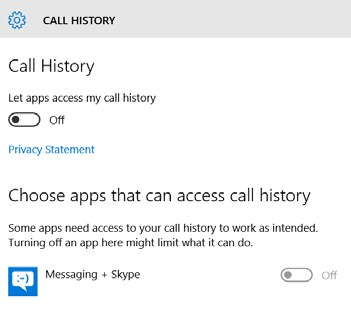 CALL HISTORY
Call History
Let apps access my call history
Off
Privacy Statement
Choose apps that can access call history
Some apps need access to your call history to work as intended.
Turning off an app here might limit what it can do.
Messaging + Skype
Off